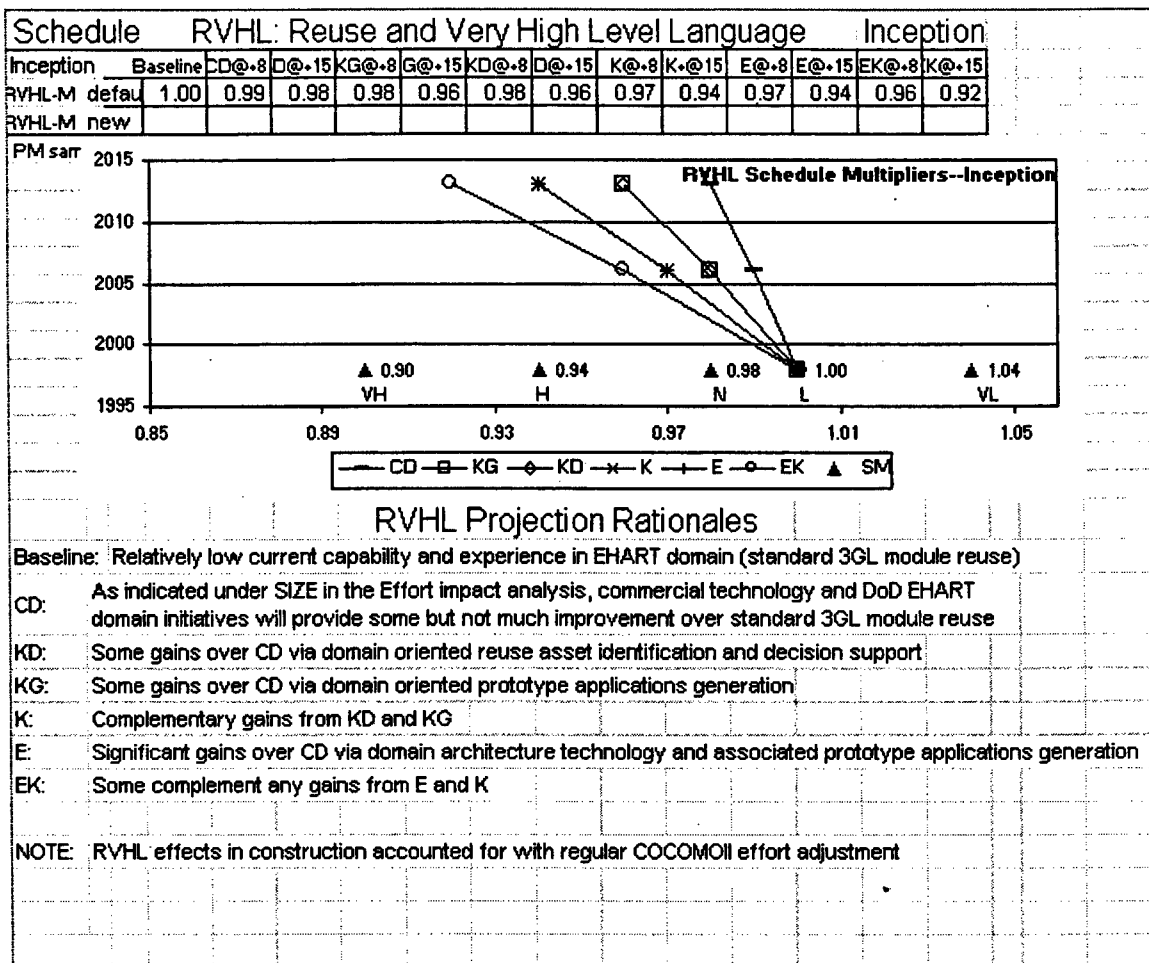 Schedule RVHL: Reuse and Very High Level Language Inception
Inception Baseline CD@+8 D@+15 KG@+8 G@+15 KD@+8 D@+15 K@+8 K+@15 E@+8 E@+15 EK@+8 K@+15
RVHL-M defau 1.00 0.99 0.98 0.98 0.96 0.98 0.96 0.97 0.94 0.97 0.94 0.96 0.92
RVHL-M new
PM sarr
RVHL Schedule Multipliers--Inception
2015
2010
2005
2000
1995
0.90 0.94 0.98 1.00 1.04
VH H N L VL
0.85 0.89 0.93 0.97 1.01 1.05
CD KG KD K E EK SM
RVHL Projection Rationales
Baseline: Relatively low current capability and experience in EHART domain (standard 3GL module reuse)
CD: As indicated under SIZE in the Effort impact analysis, commercial technology and DoD EHART
domain initiatives will provide some but not much improvement over standard 3GL module reuse
KD: Some gains over CD via domain oriented reuse asset identification and decision support
KG: Some gains over CD via domain oriented prototype applications generation
K: Complementary gains from KD and KG
E: Significant gains over CD via domain architecture technology and associated prototype applications generation
EK: Some complement any gains from E and K
NOTE: RVHL effects in construction accounted for with regular COCOMOII effort adjustment